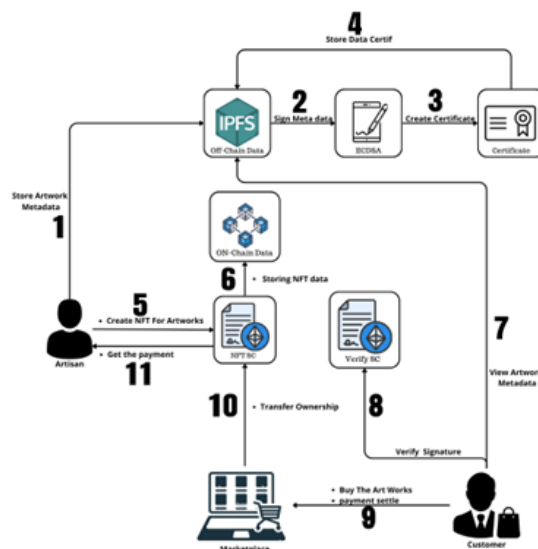 4
Store Data Certif
2
3
IPFS
Sign Meta data
Create Certificate
Off-Chain Data
ECDSA
Certificate
Store Artwork
Metadata
1
ON-Chain Data
6
• Storing NFT data
5
• Create NFT For Artworks
7
Artisan
• Get the payment
NFT SC
Verify SC
11
View Artwork
Metadata
10
• Transfer Ownership
8
Verify Signature
• Buy The Art Works
• payment settle
9
Marketplace
Customer